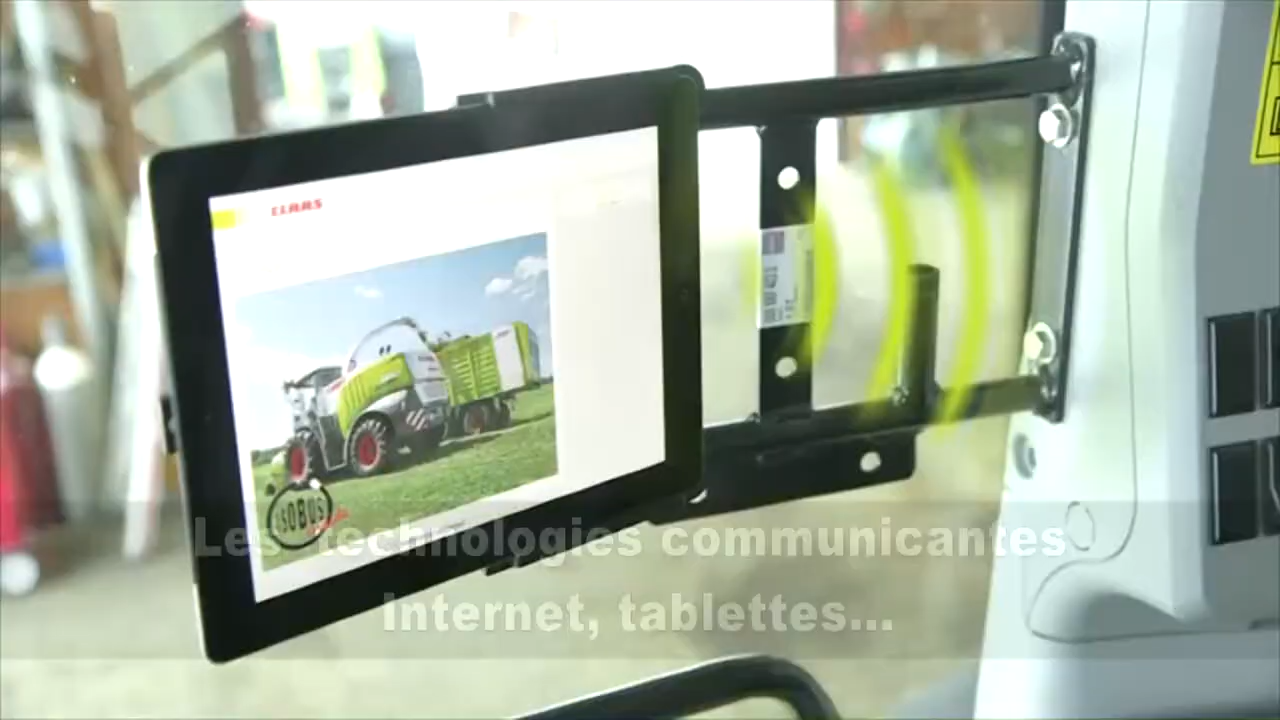 CLAAS
ISOBUS
Les technologies communicantes
Internet, tablettes...